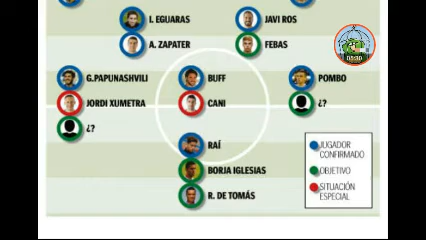 I. EGUARAS
JAVI ROS
A. ZAPATER
FEBAS
G.PAPUNASHVILI
BUFF
POMBO
JORDI XUMETRA
CANI
¿?
¿?
RAÍ
BORJA IGLESIAS
R. DE TOMÁS
JUGADOR
CONFIRMADO
OBJETIVO
SITUACIÓN
ESPECIAL